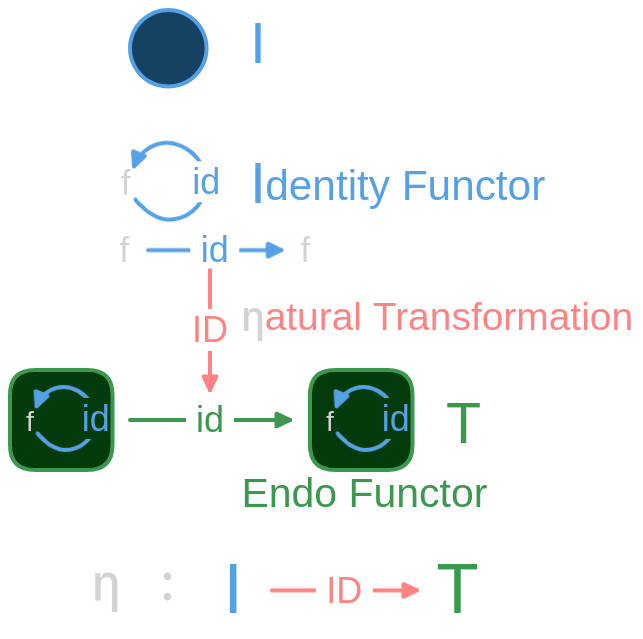 I
f id Identity Functor
f id f
ID ηatural Transformation
f id id f id T
Endo Functor
η : I ID T